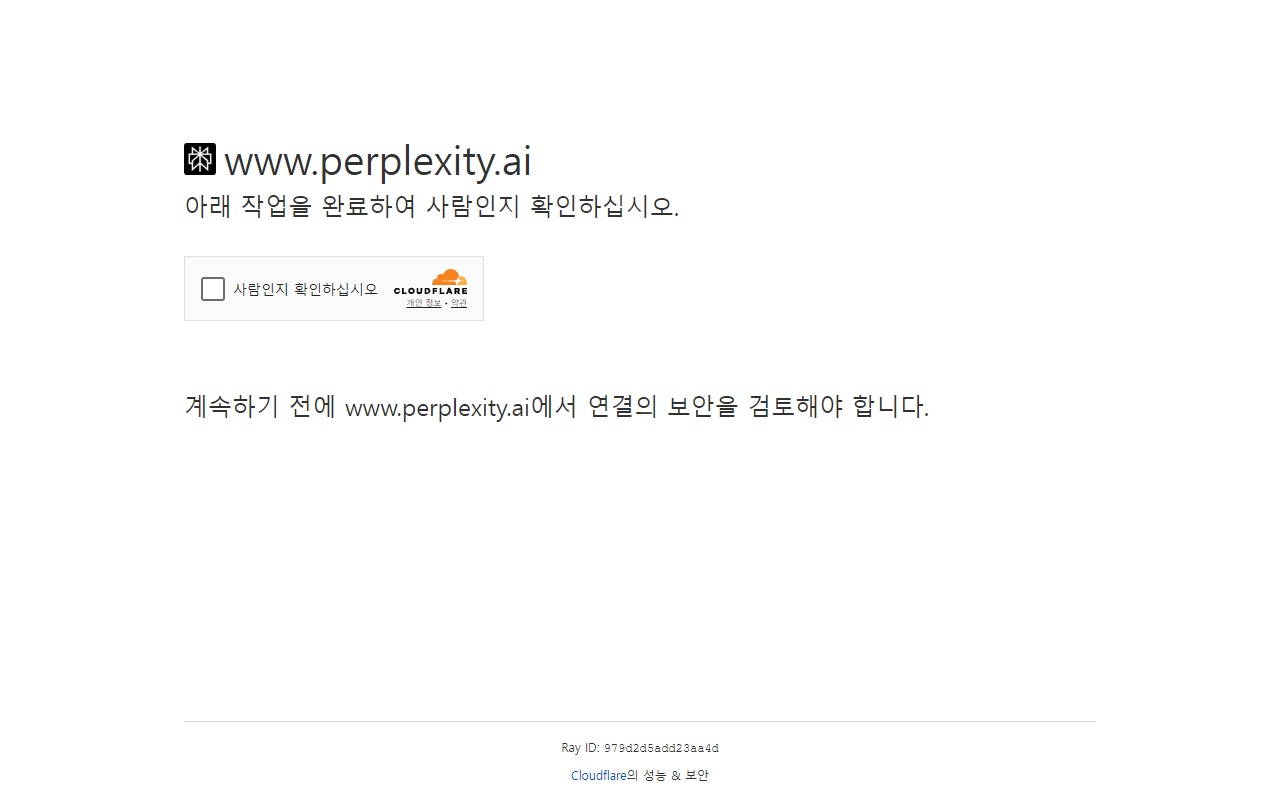 www.perplexity.ai
아래 작업을 완료하여 사람인지 확인하십시오.
사람인지 확인하십시오
CLOUDFLARE
개인 정보 • 약관
계속하기 전에 www.perplexity.ai에서 연결의 보안을 검토해야 합니다.
Ray ID: 979d2d5add23aa4d
Cloudflare의 성능 & 보안